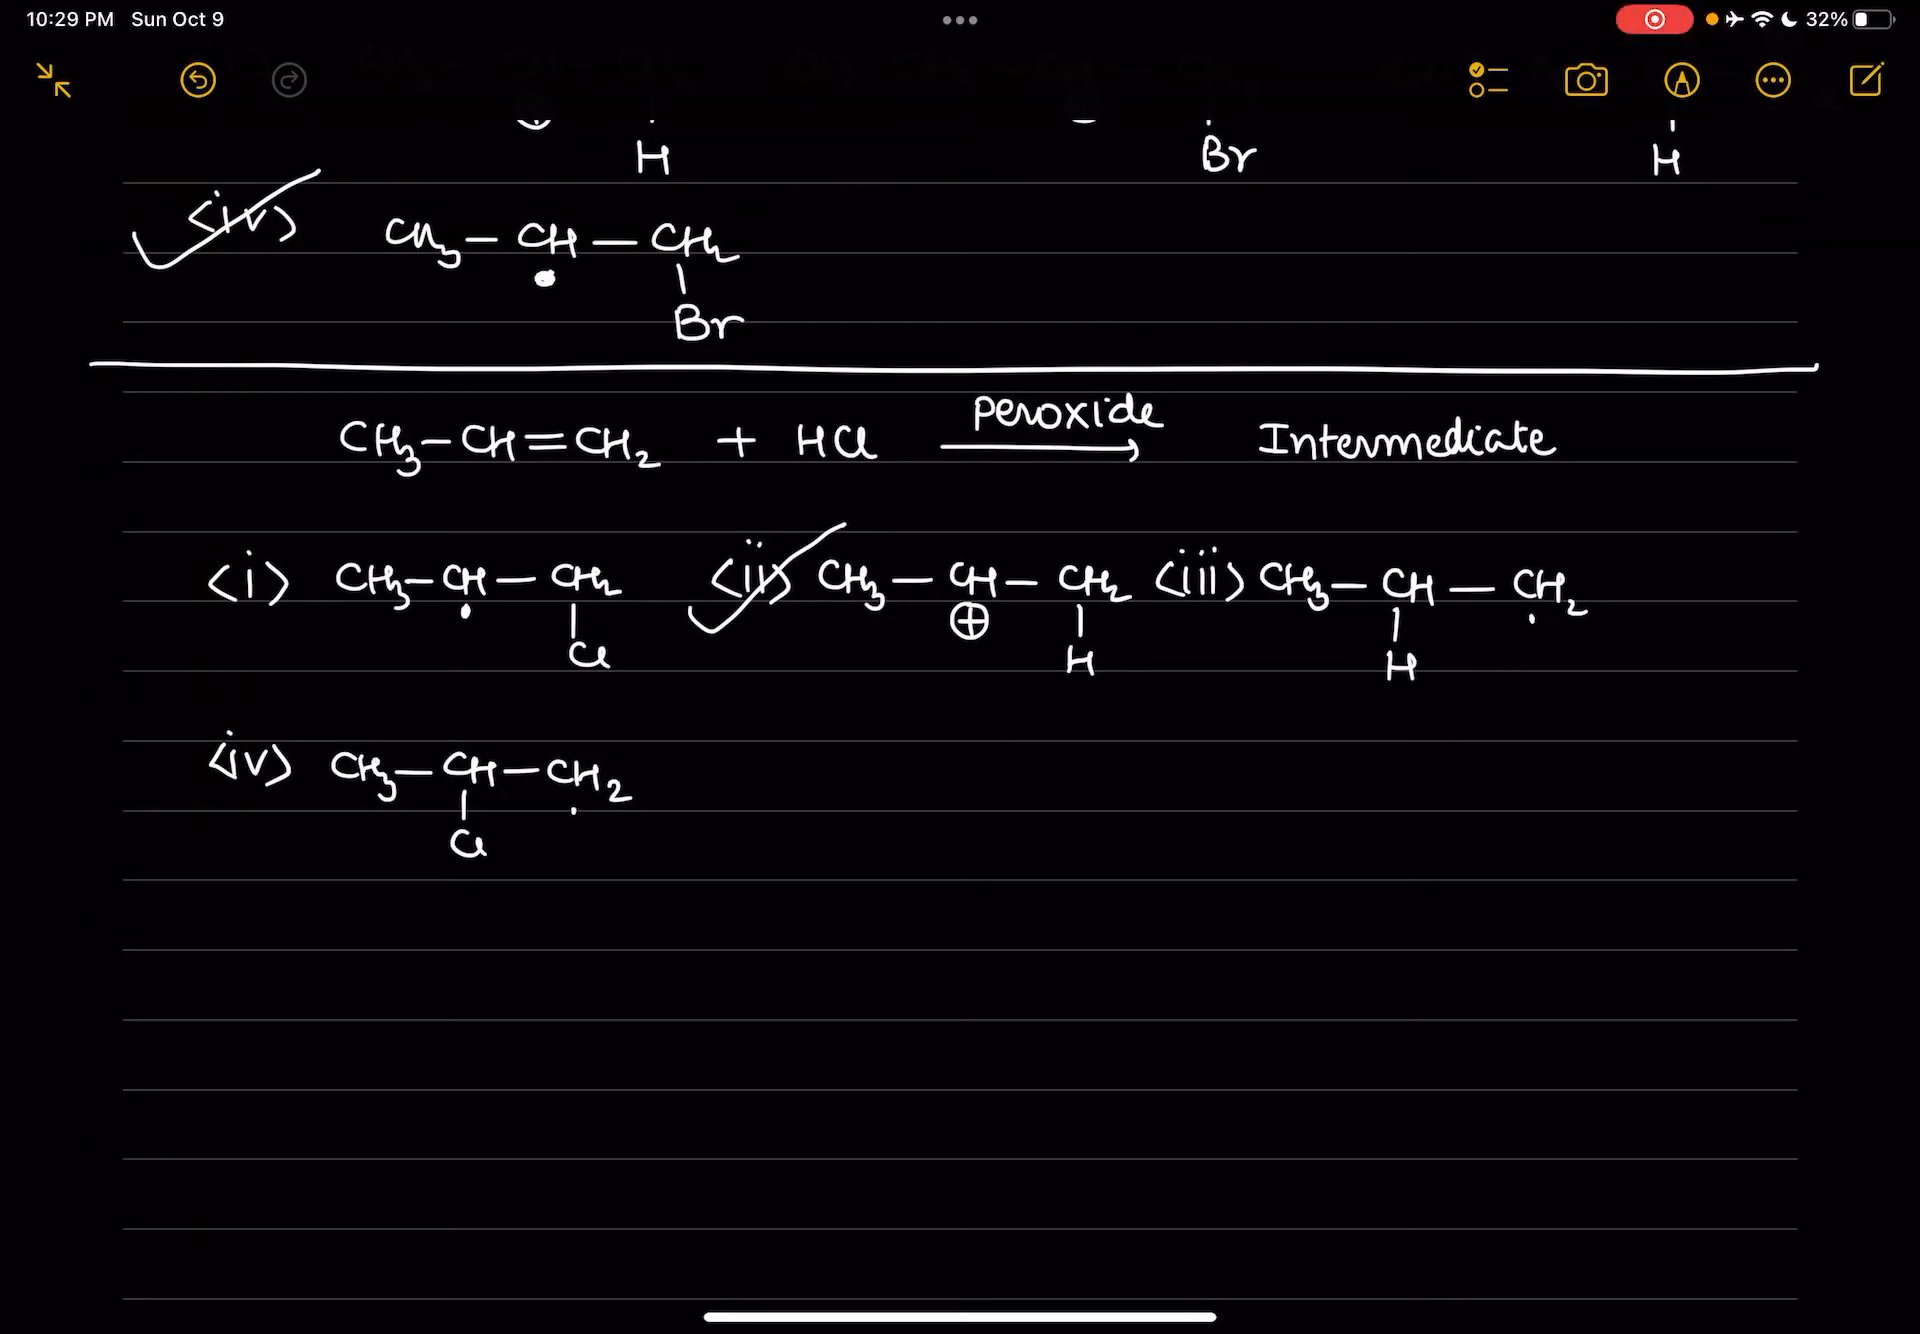 10:29 PM Sun Oct 9 32%
H Br H
(iv) CH3 – CH – CH2
•
Br
CH3–CH=CH2 + HCl peroxide → Intermediate
(i) CH3–CH–CH2 (ii) CH3–CH–CH2 (iii) CH3–CH–CH2
• ⊕ •
Cl H H
(iv) CH3–CH–CH2
•
Cl